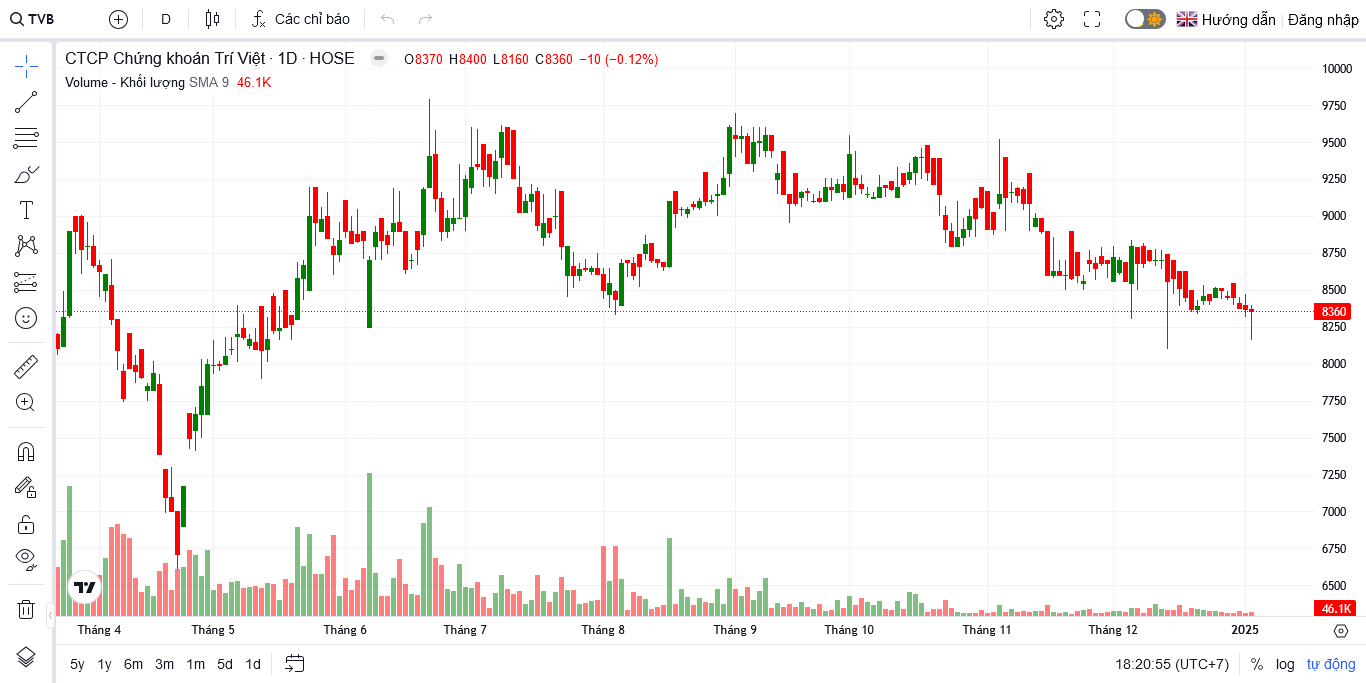 TVB D Các chỉ báo Hướng dẫn Đăng nhập
CTCP Chứng khoán Trí Việt · 1D · HOSE O8370 H8400 L8160 C8360 −10 (−0.12%)
Volume - Khối lượng SMA 9 46.1K
10000
9750
9500
9250
9000
8750
8500
8360
8250
8000
7750
7500
7250
7000
6750
6500
46.1K
Tháng 4 Tháng 5 Tháng 6 Tháng 7 Tháng 8 Tháng 9 Tháng 10 Tháng 11 Tháng 12 2025
5y 1y 6m 3m 1m 5d 1d 18:20:55 (UTC+7) % log tự động